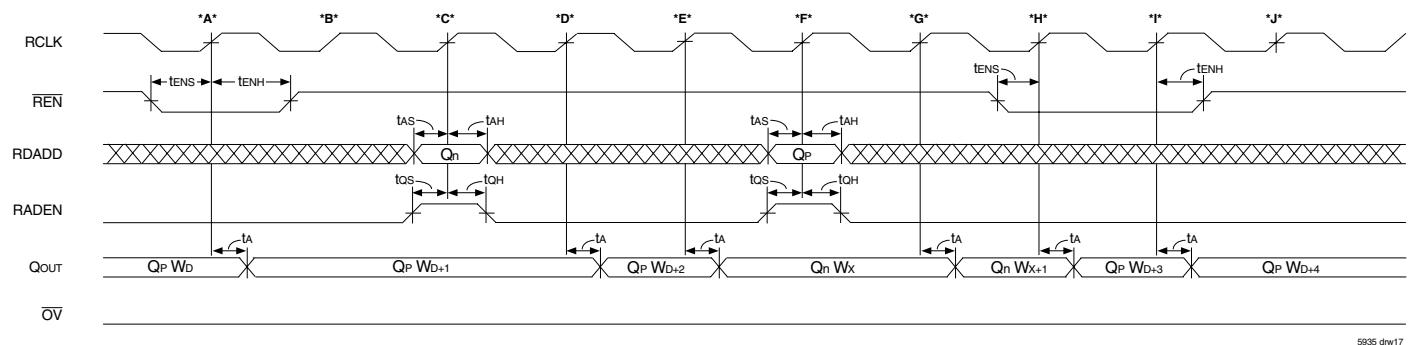 *A* *B* *C* *D* *E* *F* *G* *H* *I* *J*
RCLK
tENS tENH tENS tENH
REN
tAS tAH tAS tAH
RDADD Qn QP
tQS tQH tQS tQH
RADEN
tA tA tA tA tA tA
QOUT QP WD QP WD+1 QP WD+2 Qn WX Qn WX+1 QP WD+3 QP WD+4
OV
5935 drw17